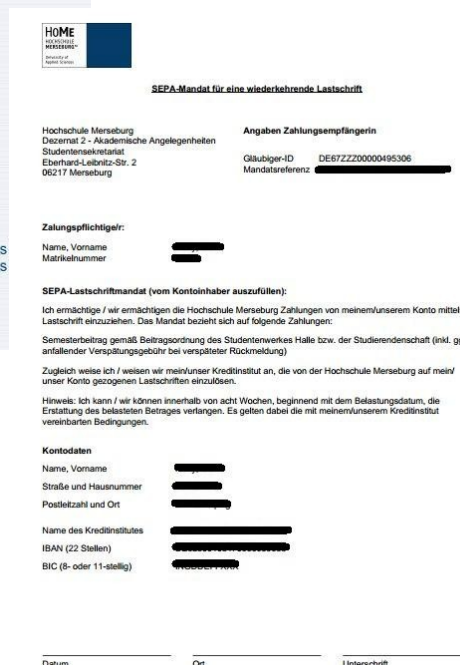 HOME
HOCHSCHULE
MERSEBURG
University of
Applied Sciences
SEPA-Mandat für eine wiederkehrende Lastschrift
Hochschule Merseburg
Dezernat 2 - Akademische Angelegenheiten
Studentensekretariat
Eberhard-Leibnitz-Str. 2
06217 Merseburg
Angaben Zahlungsempfängerin
Gläubiger-ID DE67ZZZ00000495306
Mandatsreferenz
Zalungspflichtige/r:
Name, Vorname
Matrikelnummer
s
s
SEPA-Lastschriftmandat (vom Kontoinhaber auszufüllen):
Ich ermächtige / wir ermächtigen die Hochschule Merseburg Zahlungen von meinem/unserem Konto mittel
Lastschrift einzuziehen. Das Mandat bezieht sich auf folgende Zahlungen:
Semesterbeitrag gemäß Beitragsordnung des Studentenwerkes Halle bzw. der Studierendenschaft (inkl. gg
anfallender Verspätungsgebühr bei verspäteter Rückmeldung)
Zugleich weise ich / weisen wir mein/unser Kreditinstitut an, die von der Hochschule Merseburg auf mein/
unser Konto gezogenen Lastschriften einzulösen.
Hinweis: Ich kann / wir können innerhalb von acht Wochen, beginnend mit dem Belastungsdatum, die
Erstattung des belasteten Betrages verlangen. Es gelten dabei die mit meinem/unserem Kreditinstitut
vereinbarten Bedingungen.
Kontodaten
Name, Vorname
Straße und Hausnummer
Postleitzahl und Ort
Name des Kreditinstitutes
IBAN (22 Stellen)
BIC (8- oder 11-stellig)
Datum Ort Unterschrift